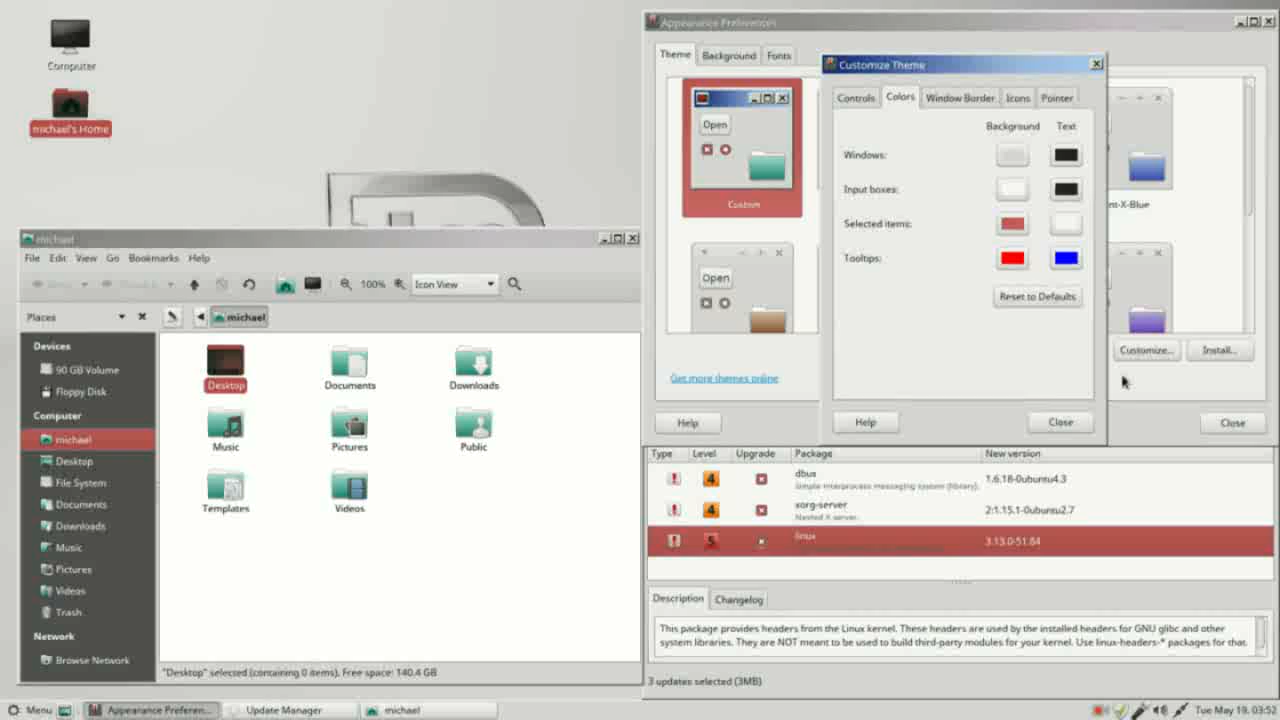 Computer
michael's Home
michael
File Edit View Go Bookmarks Help
100% Icon View
Places
michael
Devices
90 GB Volume
Floppy Disk
Computer
michael
Desktop
File System
Documents
Downloads
Music
Pictures
Videos
Trash
Network
Browse Network
Desktop Documents Downloads
Music Pictures Public
Templates Videos
"Desktop" selected (containing 0 items), Free space: 140.4 GB
Appearance Preferences
Theme Background Fonts
Open
Custom
Open
nt-X-Blue
Get more themes online
Customize... Install...
Help Close
Customize Theme
Controls Colors Window Border Icons Pointer
Background Text
Windows:
Input boxes:
Selected items:
Tooltips:
Reset to Defaults
Help Close
Type Level Upgrade Package New version
4 dbus 1.6.18-0ubuntu4.3
Simple interprocess messaging system (library).
4 xorg-server 2:1.15.1-0ubuntu2.7
Nested X server.
5 linux 3.13.0-51.84
Description Changelog
This package provides headers from the Linux kernel. These headers are used by the installed headers for GNU glibc and other
system libraries. They are NOT meant to be used to build third-party modules for your kernel. Use linux-headers-* packages for that.
3 updates selected (3MB)
Menu Appearance Preferen... Update Manager michael Tue May 19, 03:52